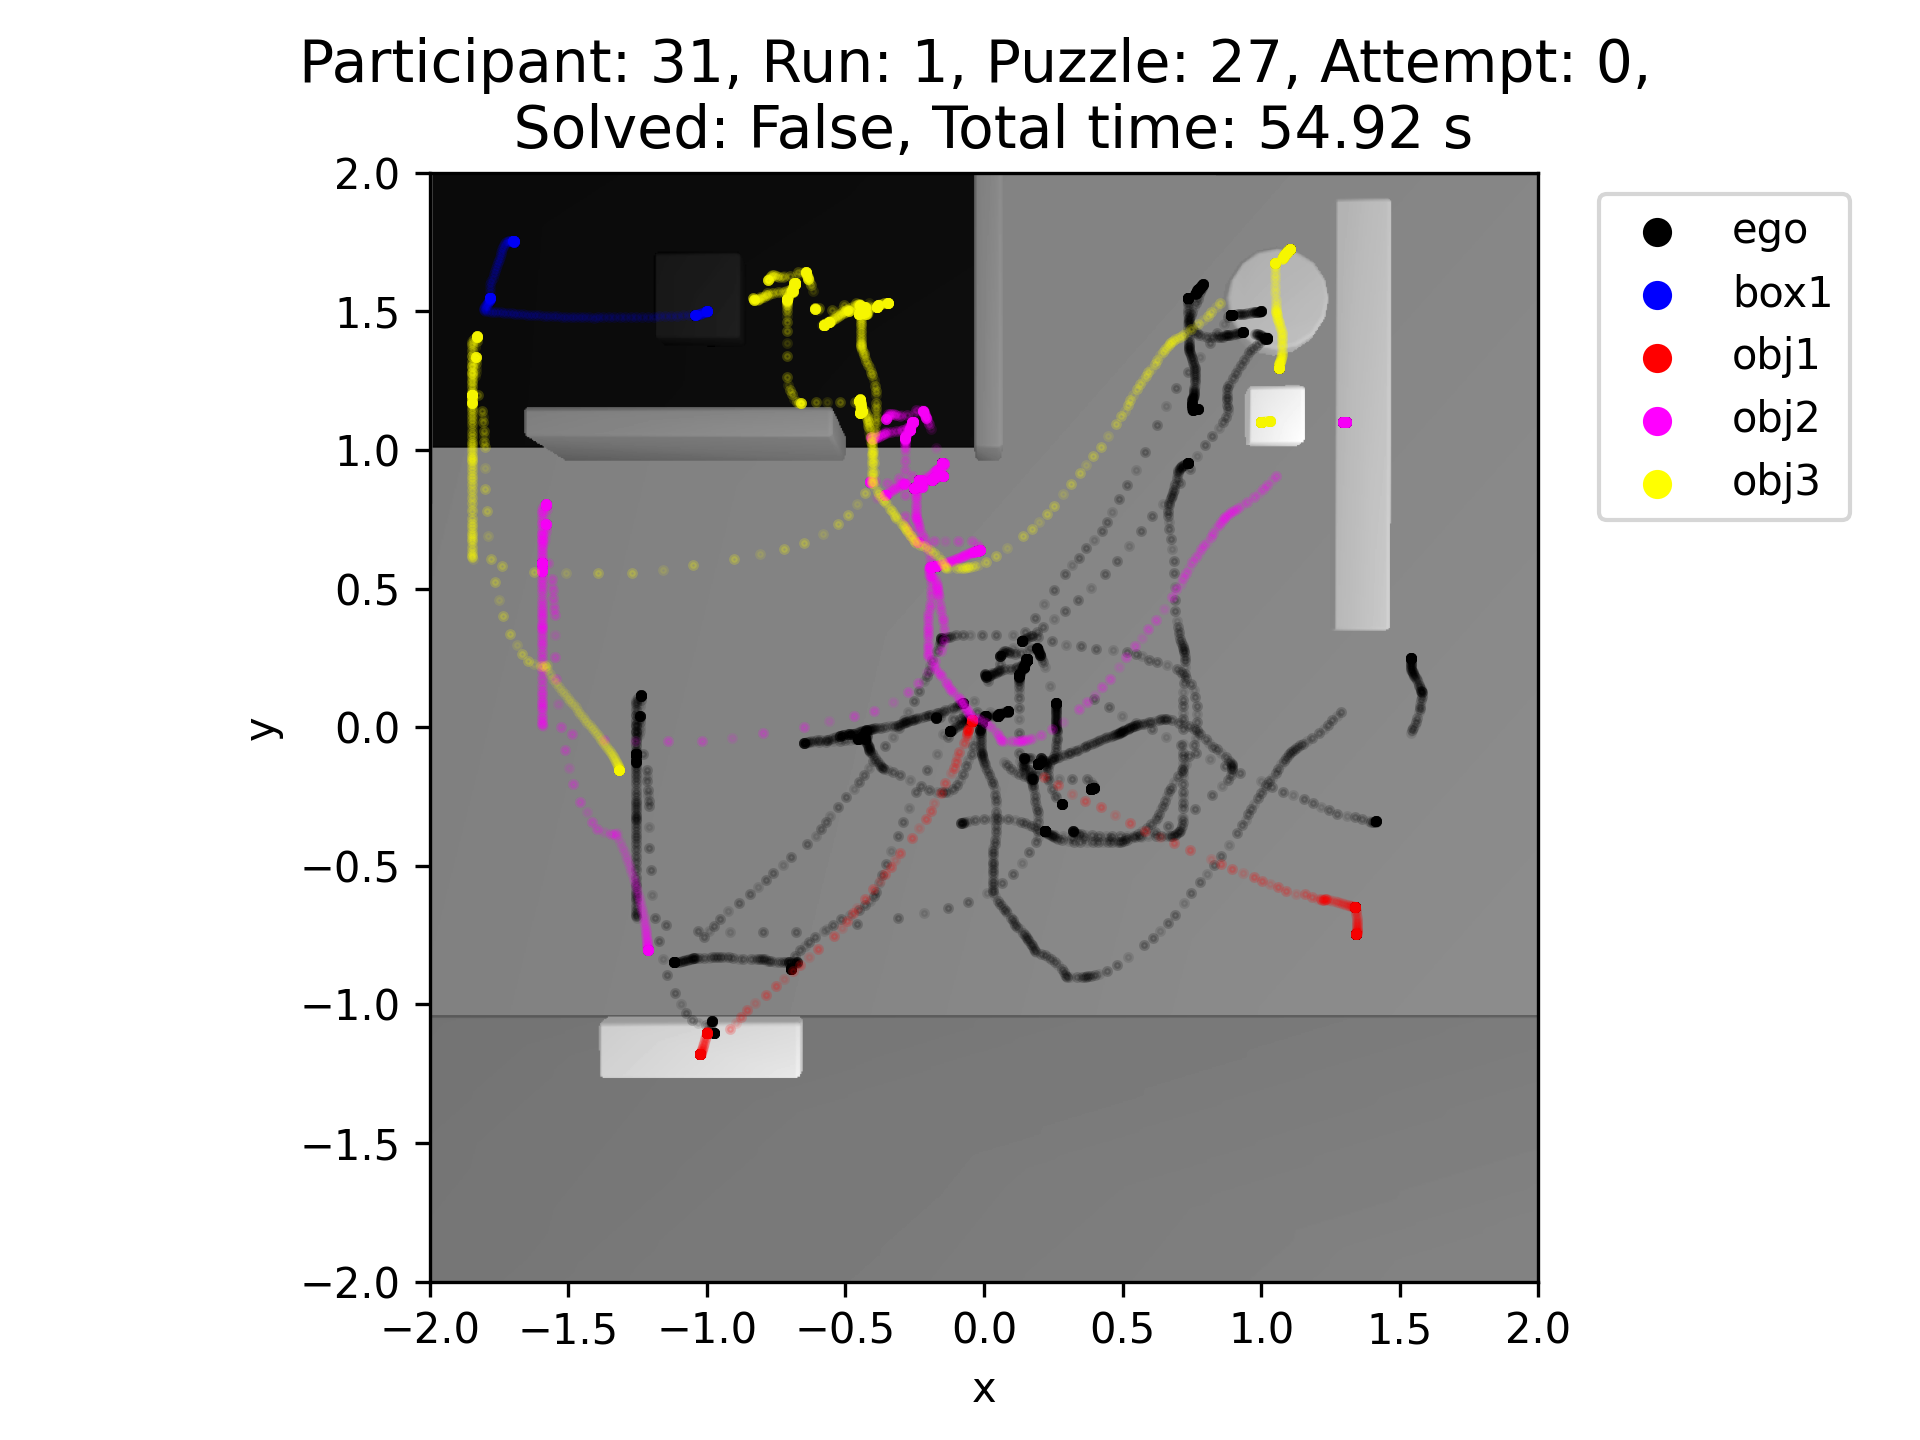 Participant: 31, Run: 1, Puzzle: 27, Attempt: 0,
Solved: False, Total time: 54.92 s
2.0
1.5
1.0
0.5
0.0
−0.5
−1.0
−1.5
−2.0
y
−2.0 −1.5 −1.0 −0.5 0.0 0.5 1.0 1.5 2.0
x
ego
box1
obj1
obj2
obj3